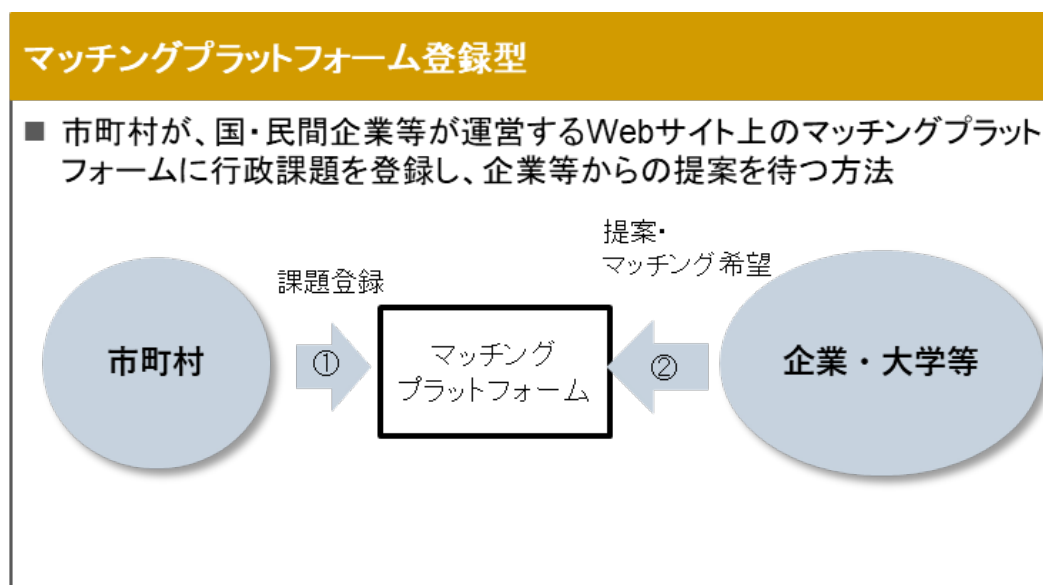 マッチングプラットフォーム登録型
■ 市町村が、国・民間企業等が運営するWebサイト上のマッチングプラット
フォームに行政課題を登録し、企業等からの提案を待つ方法
提案・
マッチング希望
課題登録
市町村
①
マッチング
プラットフォーム
②
企業・大学等